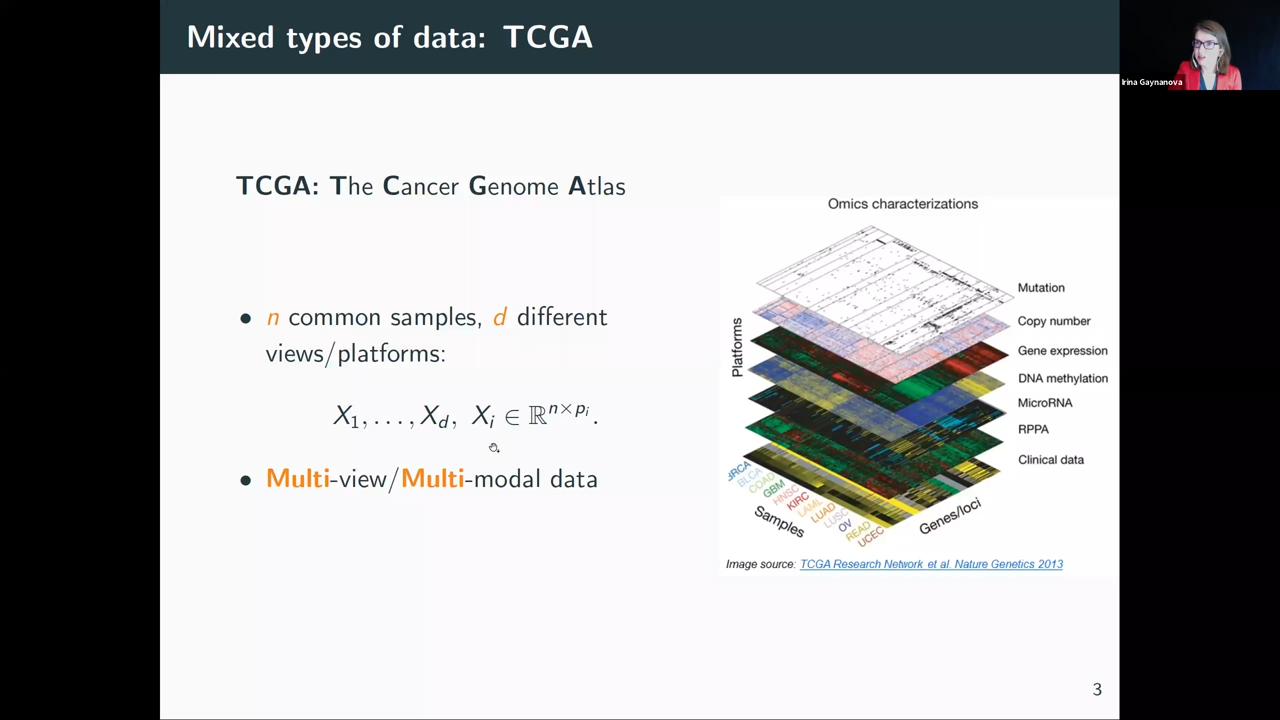 Mixed types of data: TCGA
Irina Gaynanova
TCGA: The Cancer Genome Atlas
• n common samples, d different
views/platforms:
X₁, . . . , X_d, X_i ∈ ℝ^{n×p_i}.
• Multi-view/Multi-modal data
Omics characterizations
Platforms
Mutation
Copy number
Gene expression
DNA methylation
MicroRNA
RPPA
Clinical data
BRCA
BLCA
COAD
GBM
HNSC
KIRC
LAML
LUAD
LUSC
OV
READ
UCEC
Samples
Genes/loci
Image source: TCGA Research Network et al. Nature Genetics 2013
3